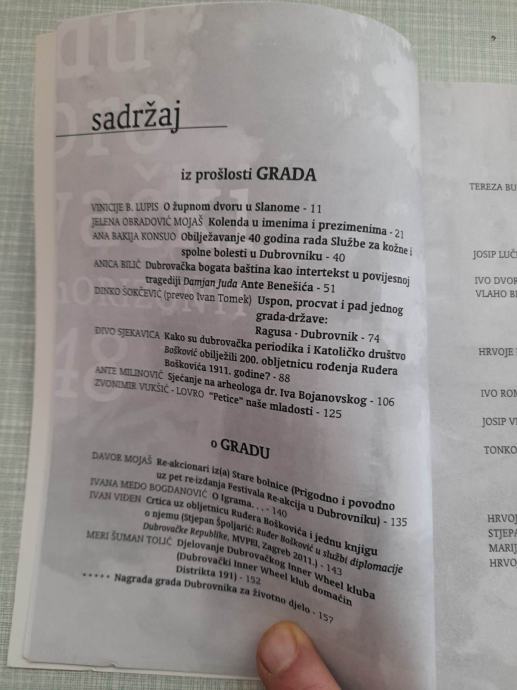 sadržaj
iz prošlosti GRADA
VINICIJE B. LUPIS O župnom dvoru u Slanome - 11
JELENA OBRADOVIĆ MOJAŠ Kolenda u imenima i prezimenima - 21
ANA BAKIJA KONSUO Obilježavanje 40 godina rada Službe za kožne i
spolne bolesti u Dubrovniku - 40
ANICA BILIĆ Dubrovačka bogata baština kao intertekst u povijesnoj
tragediji Damjan Juda Ante Benešića - 51
DINKO ŠOKČEVIĆ (preveo Ivan Tomek) Uspon, procvat i pad jednog
grada-države:
Ragusa - Dubrovnik - 74
ĐIVO SJEKAVICA Kako su dubrovačka periodika i Katoličko društvo
Bošković obilježili 200. obljetnicu rođenja Ruđera
Boškovića 1911. godine? - 88
ANTE MILINOVIĆ Sjećanje na arheologa dr. Iva Bojanovskog - 106
ZVONIMIR VUKŠIĆ - LOVRO "Petice" naše mladosti - 125
o GRADU
DAVOR MOJAŠ Re-akcionari iz(a) Stare bolnice (Prigodno i povodno
uz pet re-izdanja Festivala Re-akcija u Dubrovniku) - 135
IVANA MEDO BOGDANOVIĆ O Igrama. . . - 140
IVAN VIĐEN Crtica uz obljetnicu Ruđera Boškovića i jednu knjigu
o njemu (Stjepan Špoljarić: Ruđer Bošković u službi diplomacije
Dubrovačke Republike, MVPEI, Zagreb 2011.) - 143
MERI ŠUMAN TOLIĆ Djelovanje Dubrovačkog Inner Wheel kluba
(Dubrovački Inner Wheel klub domaćin
Distrikta 191) - 152
* * * * * Nagrada grada Dubrovnika za životno djelo - 157
TEREZA BU
JOSIP LUČ
IVO DVOR
VLAHO B
HRVOJE
IVO ROM
JOSIP V
TONKO
HRVO
STJEPA
MARIJ
HRVO